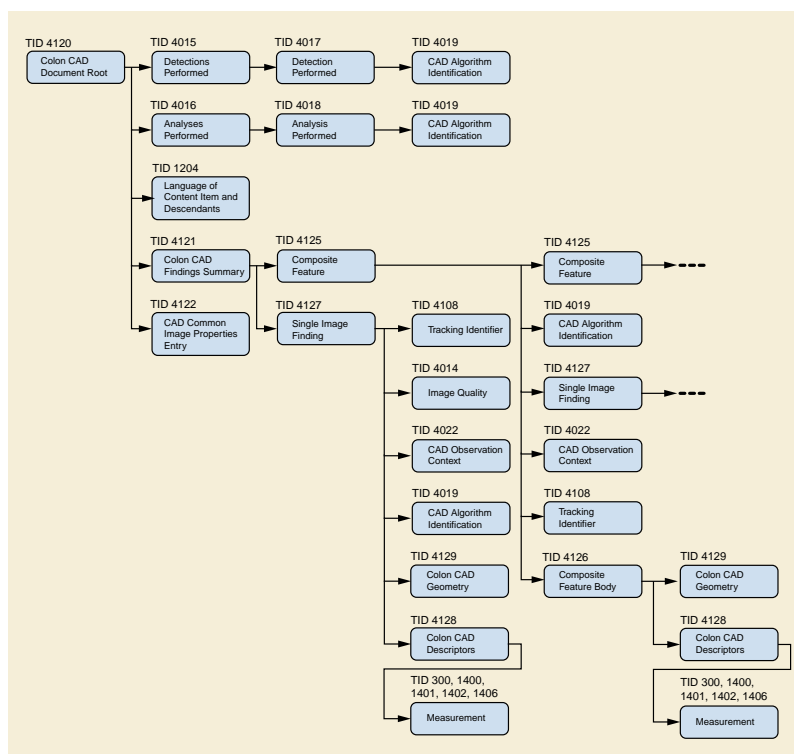 TID 4120
Colon CAD
Document Root
TID 4015
Detections
Performed
TID 4017
Detection
Performed
TID 4019
CAD Algorithm
Identification
TID 4016
Analyses
Performed
TID 4018
Analysis
Performed
TID 4019
CAD Algorithm
Identification
TID 1204
Language of
Content Item and
Descendants
TID 4121
Colon CAD
Findings Summary
TID 4125
Composite
Feature
TID 4125
Composite
Feature
TID 4122
CAD Common
Image Properties
Entry
TID 4127
Single Image
Finding
TID 4108
Tracking Identifier
TID 4019
CAD Algorithm
Identification
TID 4014
Image Quality
TID 4127
Single Image
Finding
TID 4022
CAD Observation
Context
TID 4022
CAD Observation
Context
TID 4019
CAD Algorithm
Identification
TID 4108
Tracking
Identifier
TID 4129
Colon CAD
Geometry
TID 4126
Composite
Feature Body
TID 4129
Colon CAD
Geometry
TID 4128
Colon CAD
Descriptors
TID 4128
Colon CAD
Descriptors
TID 300, 1400,
1401, 1402, 1406
Measurement
TID 300, 1400,
1401, 1402, 1406
Measurement